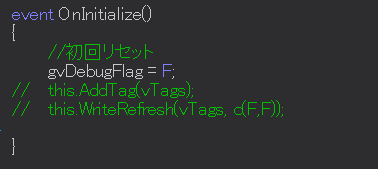 event OnInitialize()
{
//初回リセット
gvDebugFlag = F;
// this.AddTag(vTags);
// this.WriteRefresh(vTags, c(F,F));
}